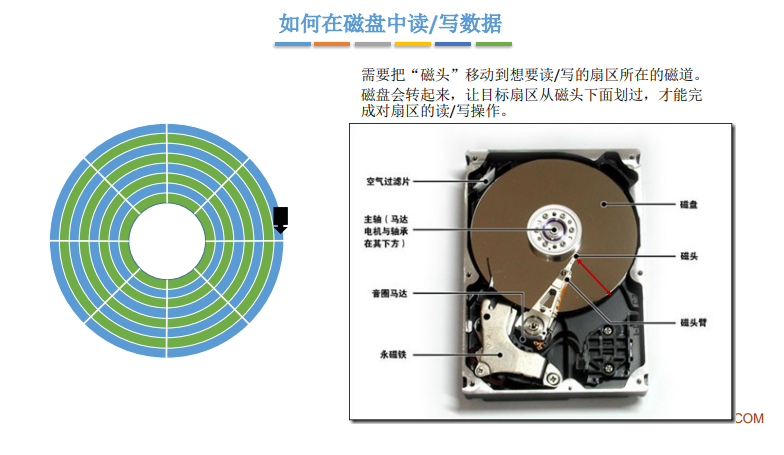 如何在磁盘中读/写数据
需要把“磁头”移动到想要读/写的扇区所在的磁道。
磁盘会转起来，让目标扇区从磁头下面划过，才能完
成对扇区的读/写操作。
空气过滤片
主轴（马达
电机与轴承
在其下方）
音圈马达
永磁铁
磁盘
磁头
磁头臂
COM